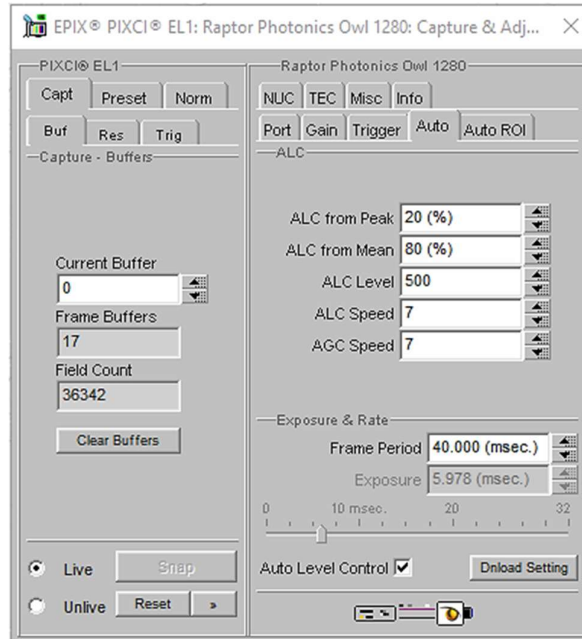 EPIX® PIXCI® EL1: Raptor Photonics Owl 1280: Capture & Adj...
PIXCI® EL1
Capt Preset Norm
Buf Res Trig
Capture - Buffers
Current Buffer
0
Frame Buffers
17
Field Count
36342
Clear Buffers
Live Snap
Unlive Reset »
Raptor Photonics Owl 1280
NUC TEC Misc Info
Port Gain Trigger Auto Auto ROI
ALC
ALC from Peak 20 (%)
ALC from Mean 80 (%)
ALC Level 500
ALC Speed 7
AGC Speed 7
Exposure & Rate
Frame Period 40.000 (msec.)
Exposure 5.978 (msec.)
0 10 msec. 20 32
Auto Level Control Dnload Setting